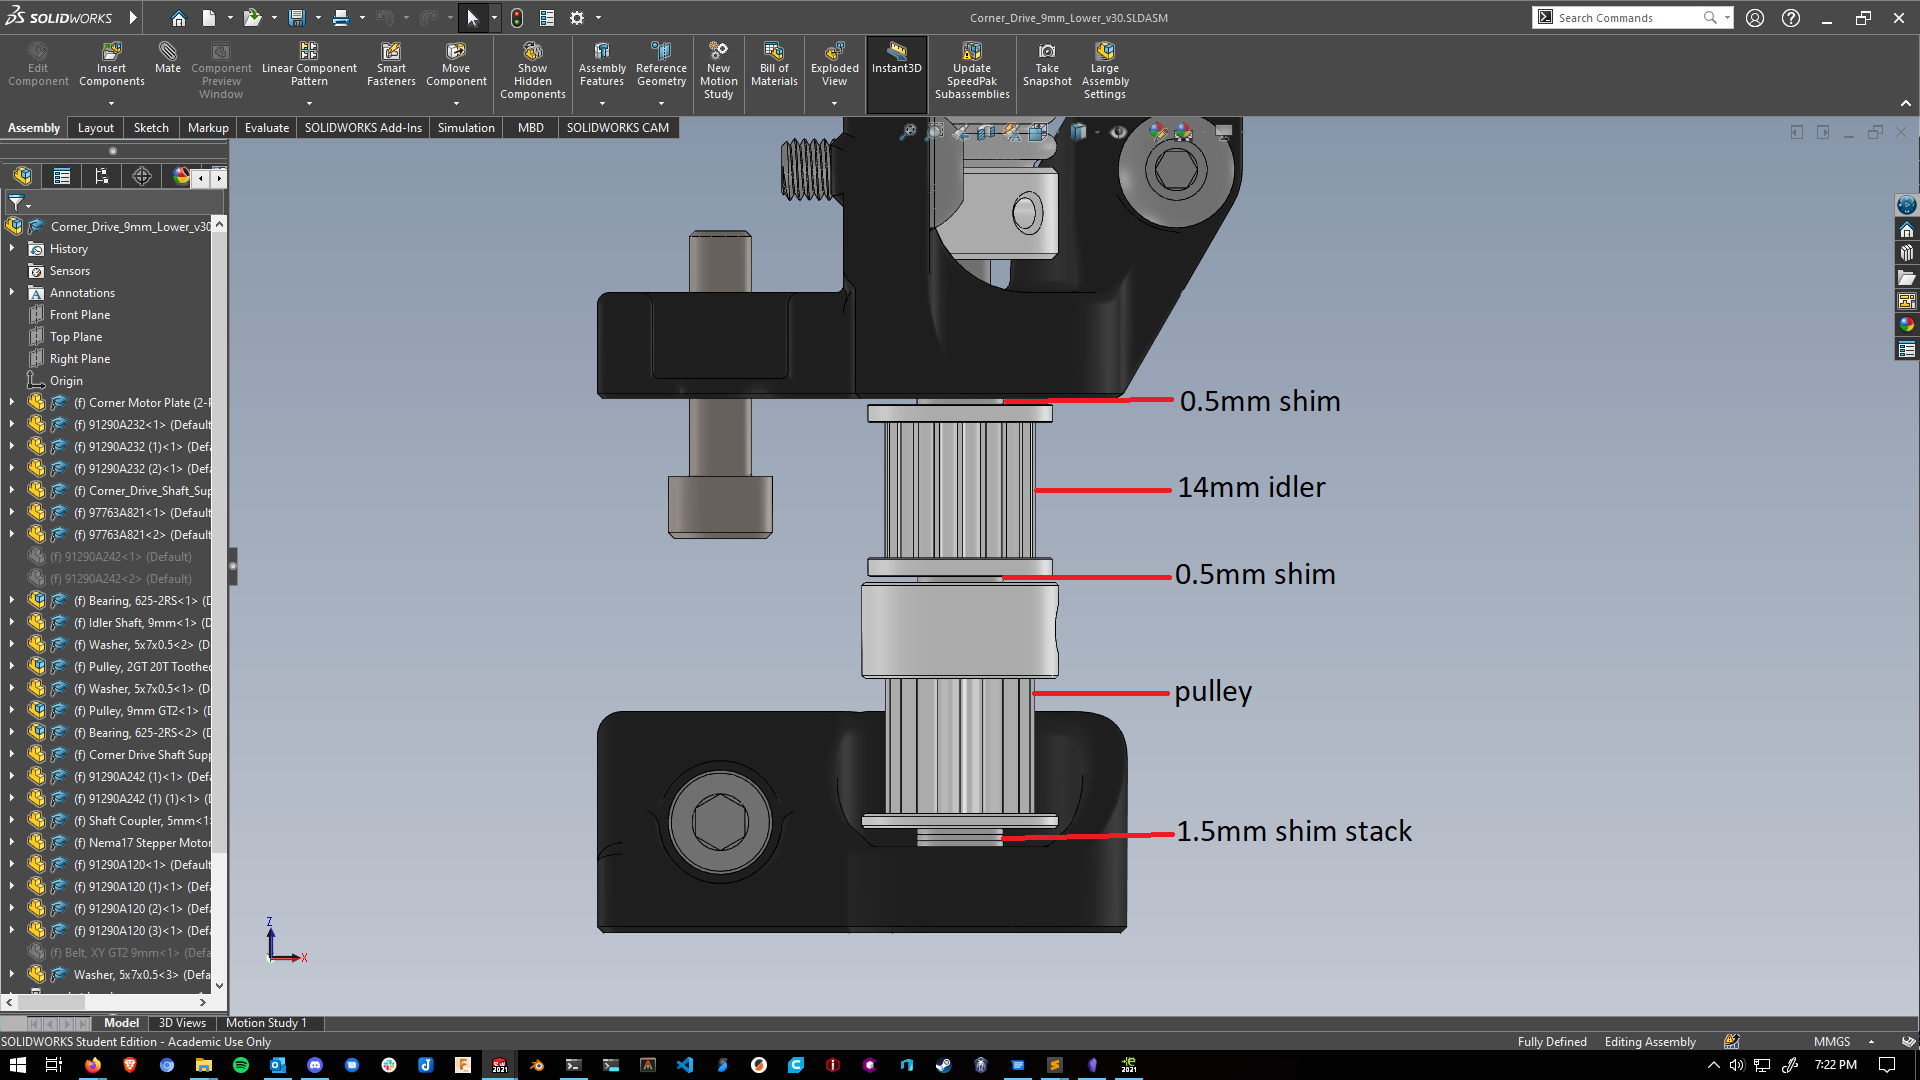 SOLIDWORKS
Corner_Drive_9mm_Lower_v30.SLDASM
Search Commands
Edit Component
Insert Components
Mate
Component Preview Window
Linear Component Pattern
Smart Fasteners
Move Component
Show Hidden Components
Assembly Features
Reference Geometry
New Motion Study
Bill of Materials
Exploded View
Instant3D
Update SpeedPak Subassemblies
Take Snapshot
Large Assembly Settings
Assembly
Layout
Sketch
Markup
Evaluate
SOLIDWORKS Add-Ins
Simulation
MBD
SOLIDWORKS CAM
Corner_Drive_9mm_Lower_v30
History
Sensors
Annotations
Front Plane
Top Plane
Right Plane
Origin
(f) Corner Motor Plate (2-
(f) 91290A232<1> (Default
(f) 91290A232 (1)<1> (Defa
(f) 91290A232 (2)<1> (Defa
(f) Corner_Drive_Shaft_Sup
(f) 97763A821<1> (Default
(f) 97763A821<2> (Default
(f) 91290A242<1> (Default)
(f) 91290A242<2> (Default)
(f) Bearing, 625-2RS<1> (D
(f) Idler Shaft, 9mm<1> (D
(f) Washer, 5x7x0.5<2> (D
(f) Pulley, 2GT 20T Toothed
(f) Washer, 5x7x0.5<1> (D
(f) Pulley, 9mm GT2<1> (D
(f) Bearing, 625-2RS<2> (D
(f) Corner Drive Shaft Supp
(f) 91290A242 (1)<1> (Defa
(f) 91290A242 (1) (1)<1> (D
(f) Shaft Coupler, 5mm<1>
(f) Nema17 Stepper Motor
(f) 91290A120<1> (Default
(f) 91290A120 (1)<1> (Defa
(f) 91290A120 (2)<1> (Defa
(f) 91290A120 (3)<1> (Defa
(f) Belt, XY GT2 9mm<1> (Defa
Washer, 5x7x0.5<3> (Defa
0.5mm shim
14mm idler
0.5mm shim
pulley
1.5mm shim stack
Z
X
Model
3D Views
Motion Study 1
SOLIDWORKS Student Edition - Academic Use Only
Fully Defined
Editing Assembly
MMGS
7:22 PM